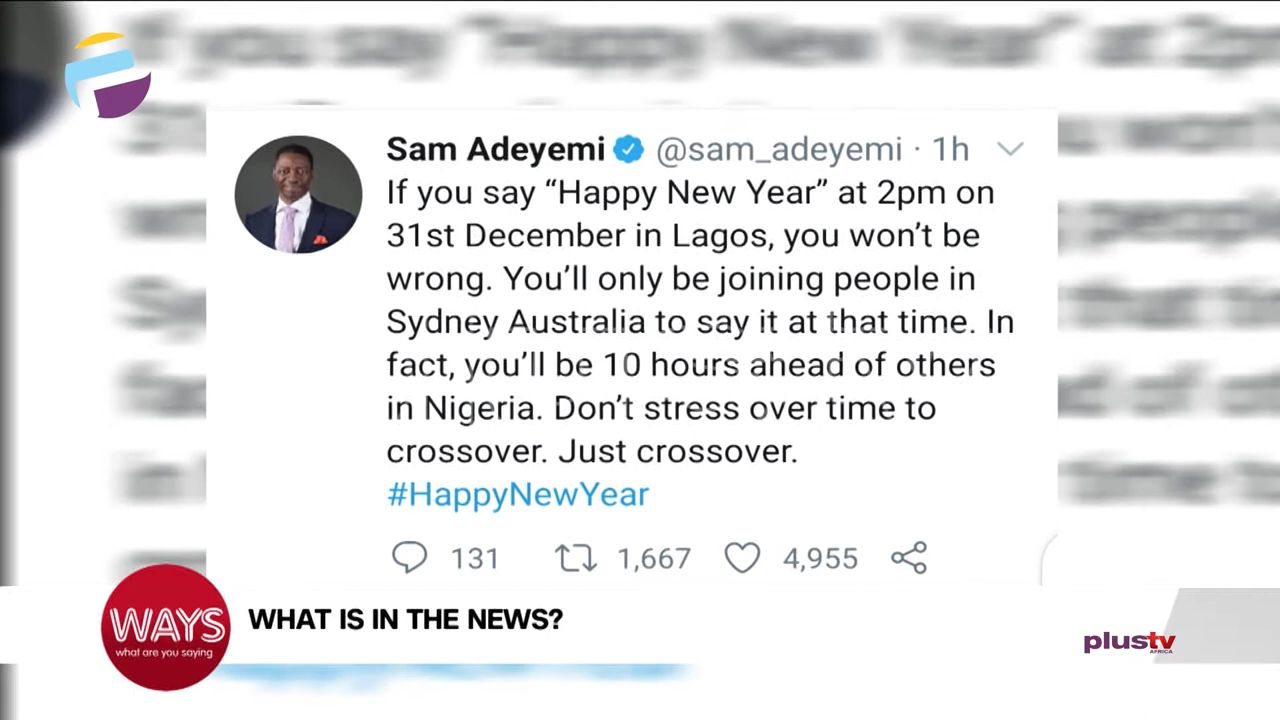 Sam Adeyemi @sam_adeyemi · 1h
If you say “Happy New Year” at 2pm on
31st December in Lagos, you won’t be
wrong. You’ll only be joining people in
Sydney Australia to say it at that time. In
fact, you’ll be 10 hours ahead of others
in Nigeria. Don’t stress over time to
crossover. Just crossover.
#HappyNewYear
131 1,667 4,955
WAYS
what are you saying
WHAT IS IN THE NEWS?
plustv
AFRICA